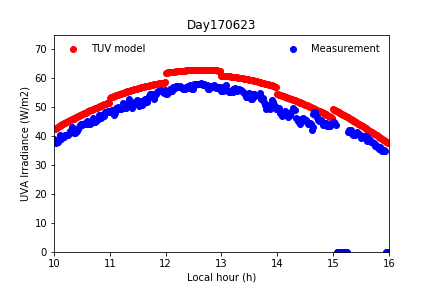 Day170623
TUV model
Measurement
UVA Irradiance (W/m2)
70
60
50
40
30
20
10
0
10 11 12 13 14 15 16
Local hour (h)